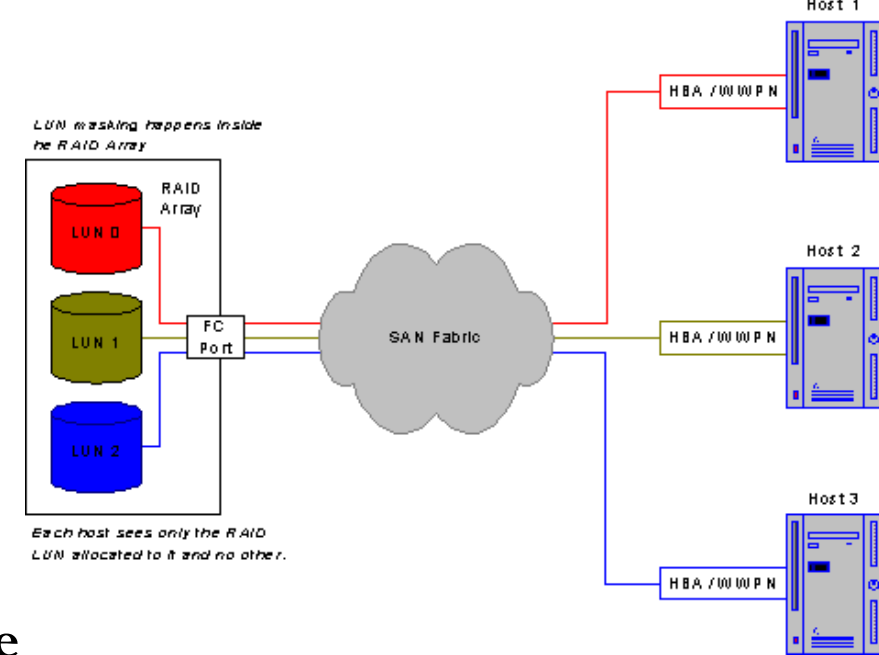 Host 1
HBA / WWPN
LUN masking happens inside
he RAID Array
RAID
Array
LUN 0
Host 2
FC
Port
SAN Fabric
HBA / WWPN
LUN 1
LUN 2
Host 3
Each host sees only the RAID
LUN allocated to it and no other.
HBA / WWPN
e